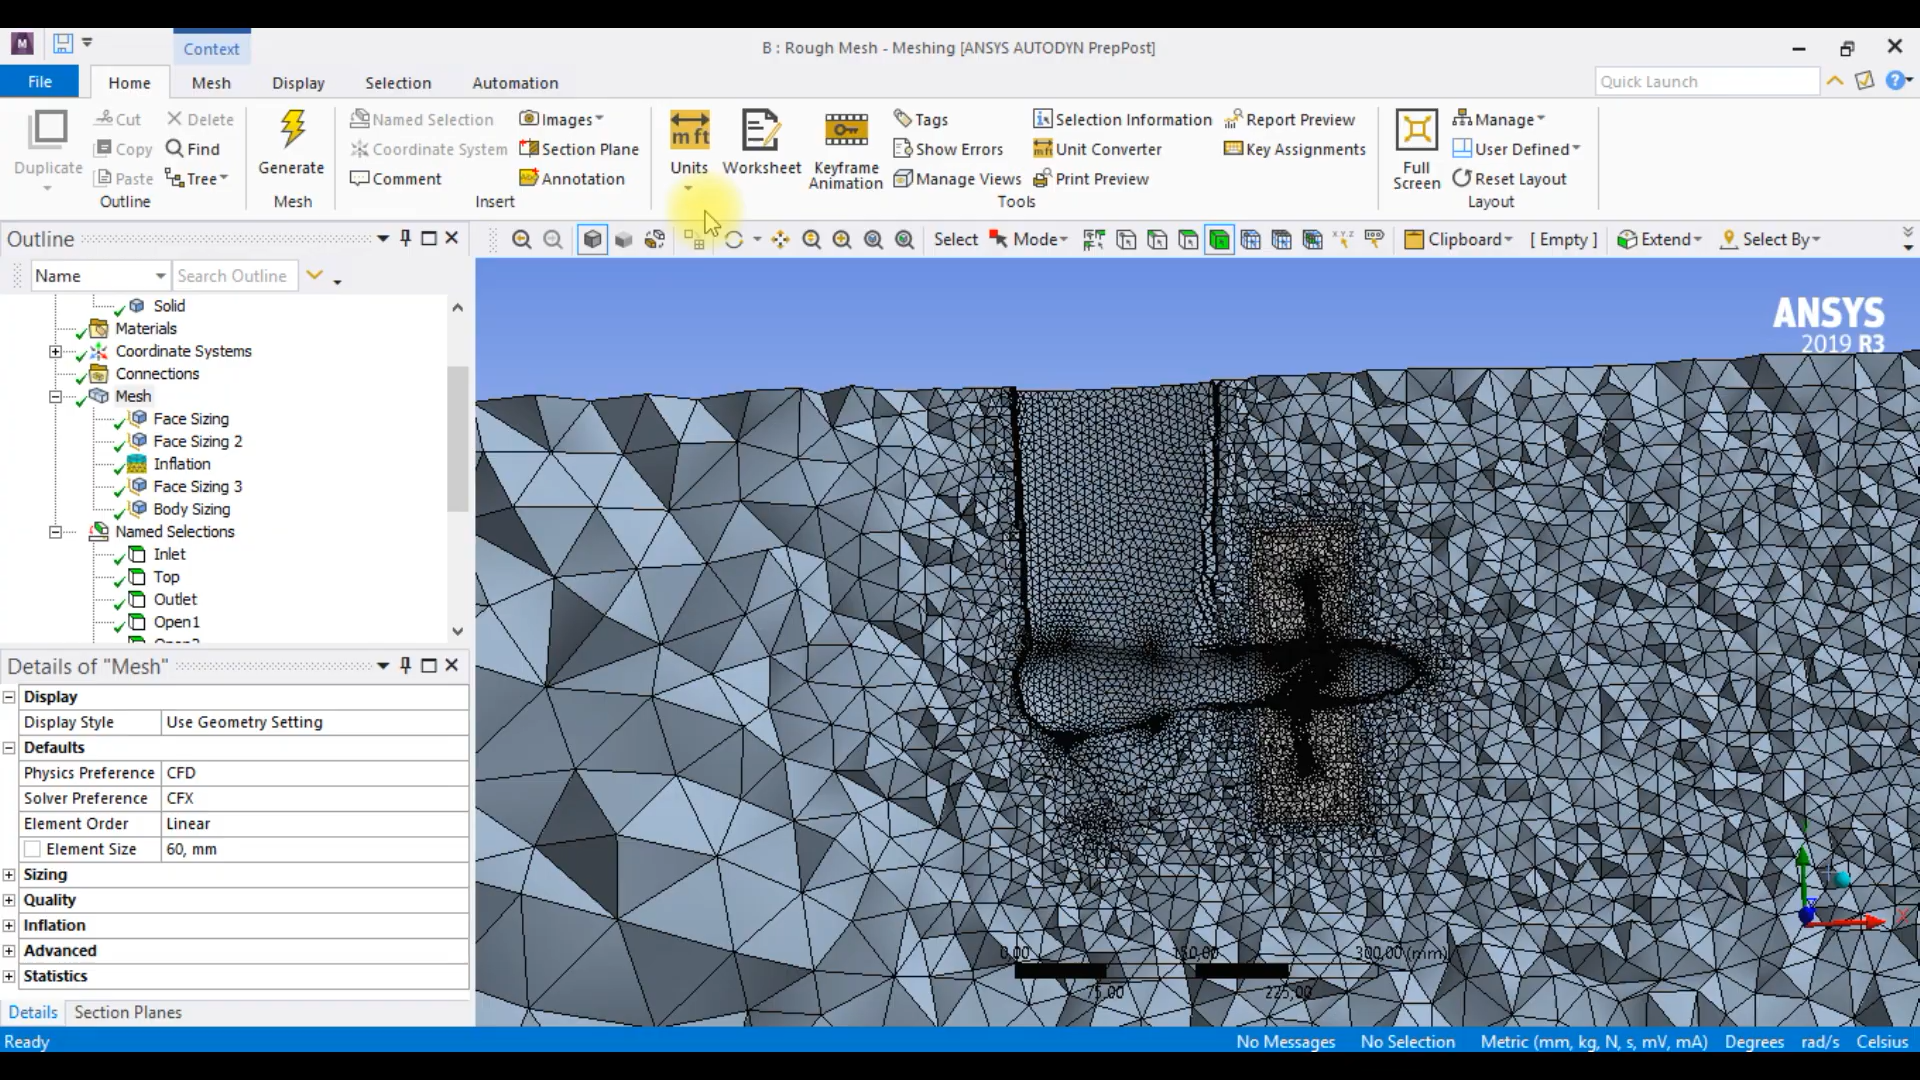 Context
B : Rough Mesh - Meshing [ANSYS AUTODYN PrepPost]
File
Home
Mesh
Display
Selection
Automation
Quick Launch
Duplicate
Cut
Copy
Paste
Delete
Find
Tree
Outline
Generate
Mesh
Named Selection
Coordinate System
Comment
Images
Section Plane
Annotation
Insert
mft
Units
Worksheet
Keyframe
Animation
Tags
Show Errors
Manage Views
Selection Information
Unit Converter
Print Preview
Report Preview
Key Assignments
Tools
Full
Screen
Manage
User Defined
Reset Layout
Layout
Outline
Select
Mode
Clipboard
[ Empty ]
Extend
Select By
Name
Search Outline
Solid
Materials
Coordinate Systems
Connections
Mesh
Face Sizing
Face Sizing 2
Inflation
Face Sizing 3
Body Sizing
Named Selections
Inlet
Top
Outlet
Open1
Details of "Mesh"
Display
Display Style Use Geometry Setting
Defaults
Physics Preference CFD
Solver Preference CFX
Element Order Linear
Element Size 60, mm
Sizing
Quality
Inflation
Advanced
Statistics
Details
Section Planes
ANSYS
2019 R3
0,00 150,00 300,00 (mm)
75,00 225,00
X
Ready
No Messages
No Selection
Metric (mm, kg, N, s, mV, mA)
Degrees
rad/s
Celsius